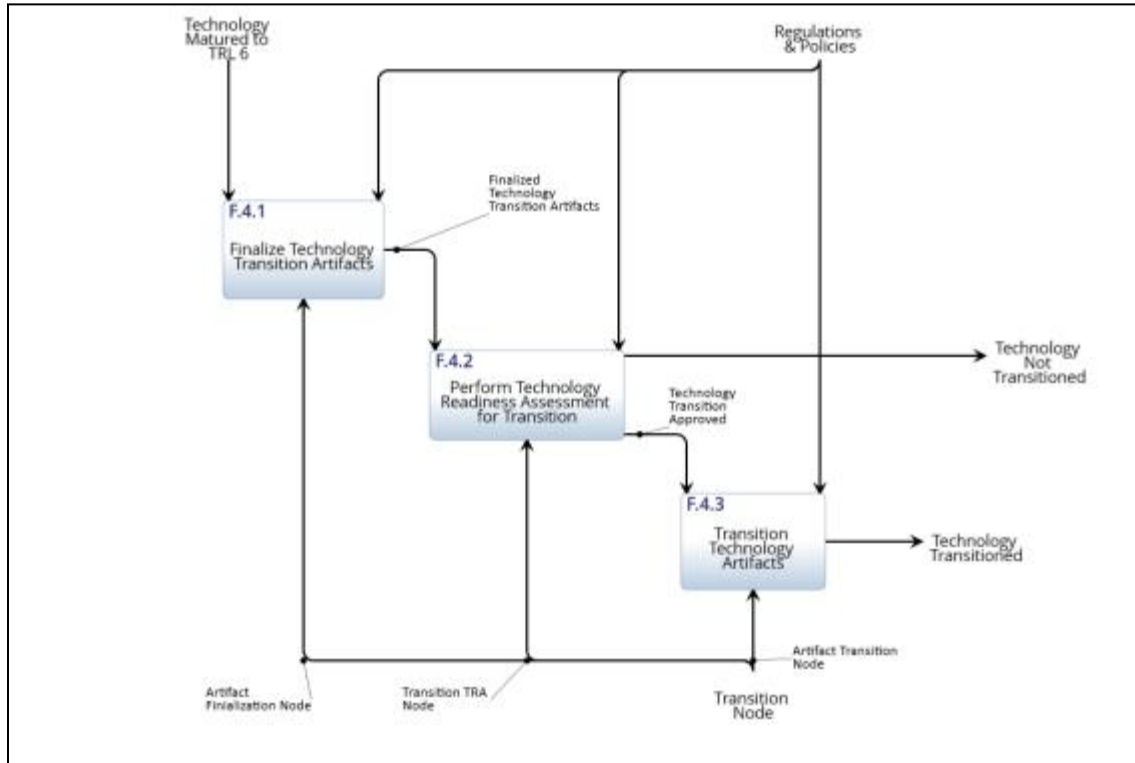 Technology
Matured to
TRL 6
Regulations
& Policies
Finalized
Technology
Transition Artifacts
F.4.1
Finalize Technology
Transition Artifacts
F.4.2
Perform Technology
Readiness Assessment
for Transition
Technology
Not
Transitioned
Technology
Transition
Approved
F.4.3
Transition
Technology
Artifacts
Technology
Transitioned
Artifact Transition
Node
Artifact
Finialization Node
Transition TRA
Node
Transition
Node